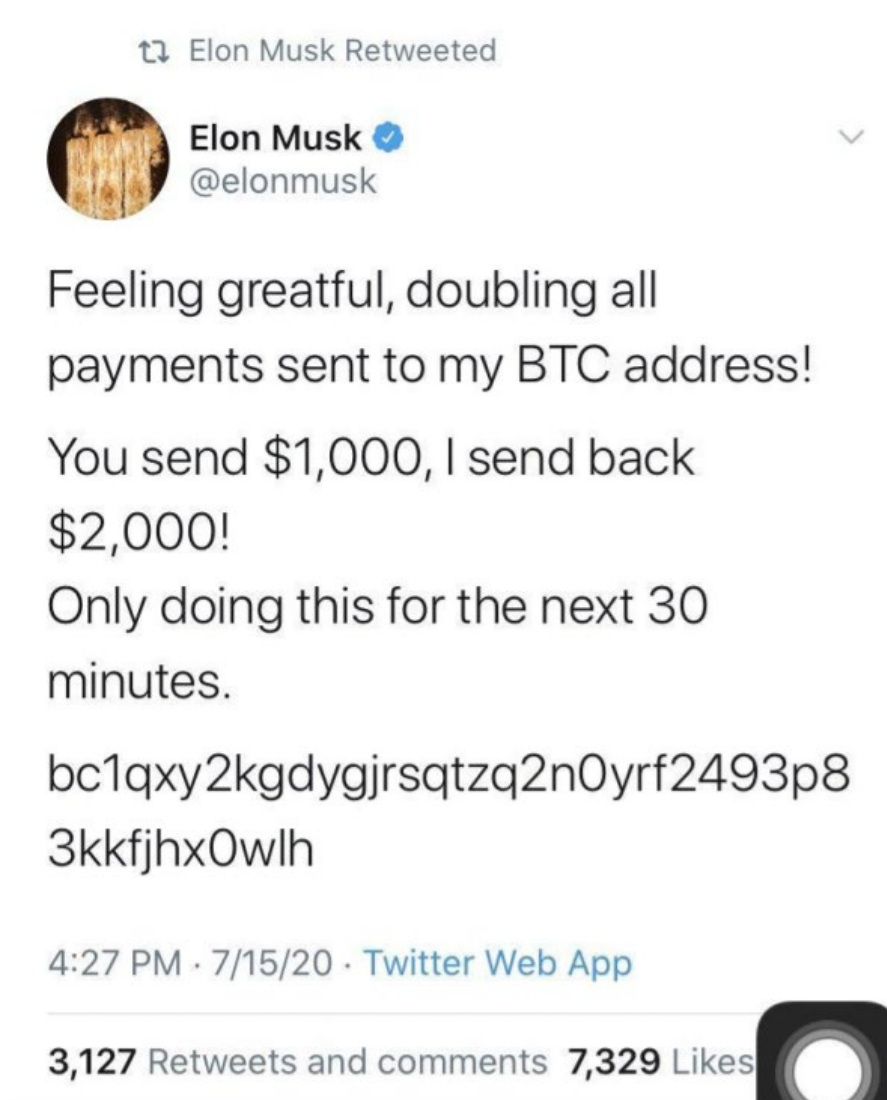 Elon Musk Retweeted
Elon Musk
@elonmusk
Feeling greatful, doubling all
payments sent to my BTC address!
You send $1,000, I send back
$2,000!
Only doing this for the next 30
minutes.
bc1qxy2kgdygjrsqtzq2n0yrf2493p8
3kkfjhx0wlh
4:27 PM · 7/15/20 · Twitter Web App
3,127 Retweets and comments 7,329 Likes